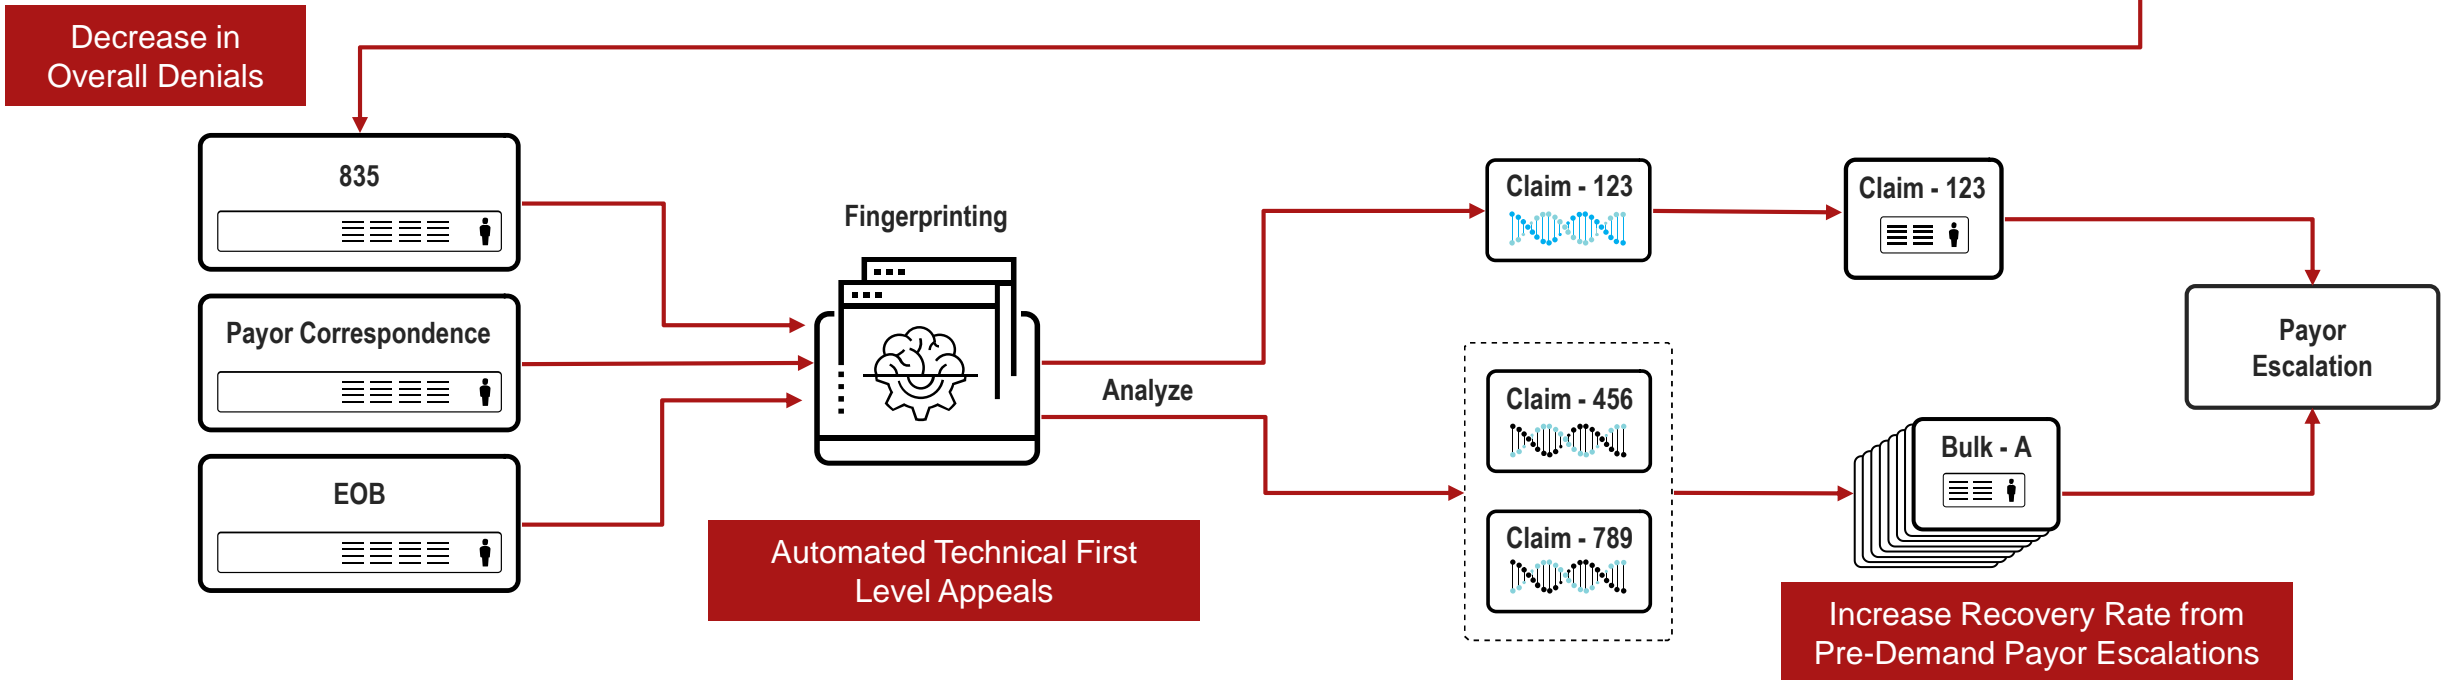 Decrease in
Overall Denials
835
Payor Correspondence
EOB
Fingerprinting
Analyze
Automated Technical First
Level Appeals
Claim - 123
Claim - 123
Claim - 456
Claim - 789
Bulk - A
Payor
Escalation
Increase Recovery Rate from
Pre-Demand Payor Escalations